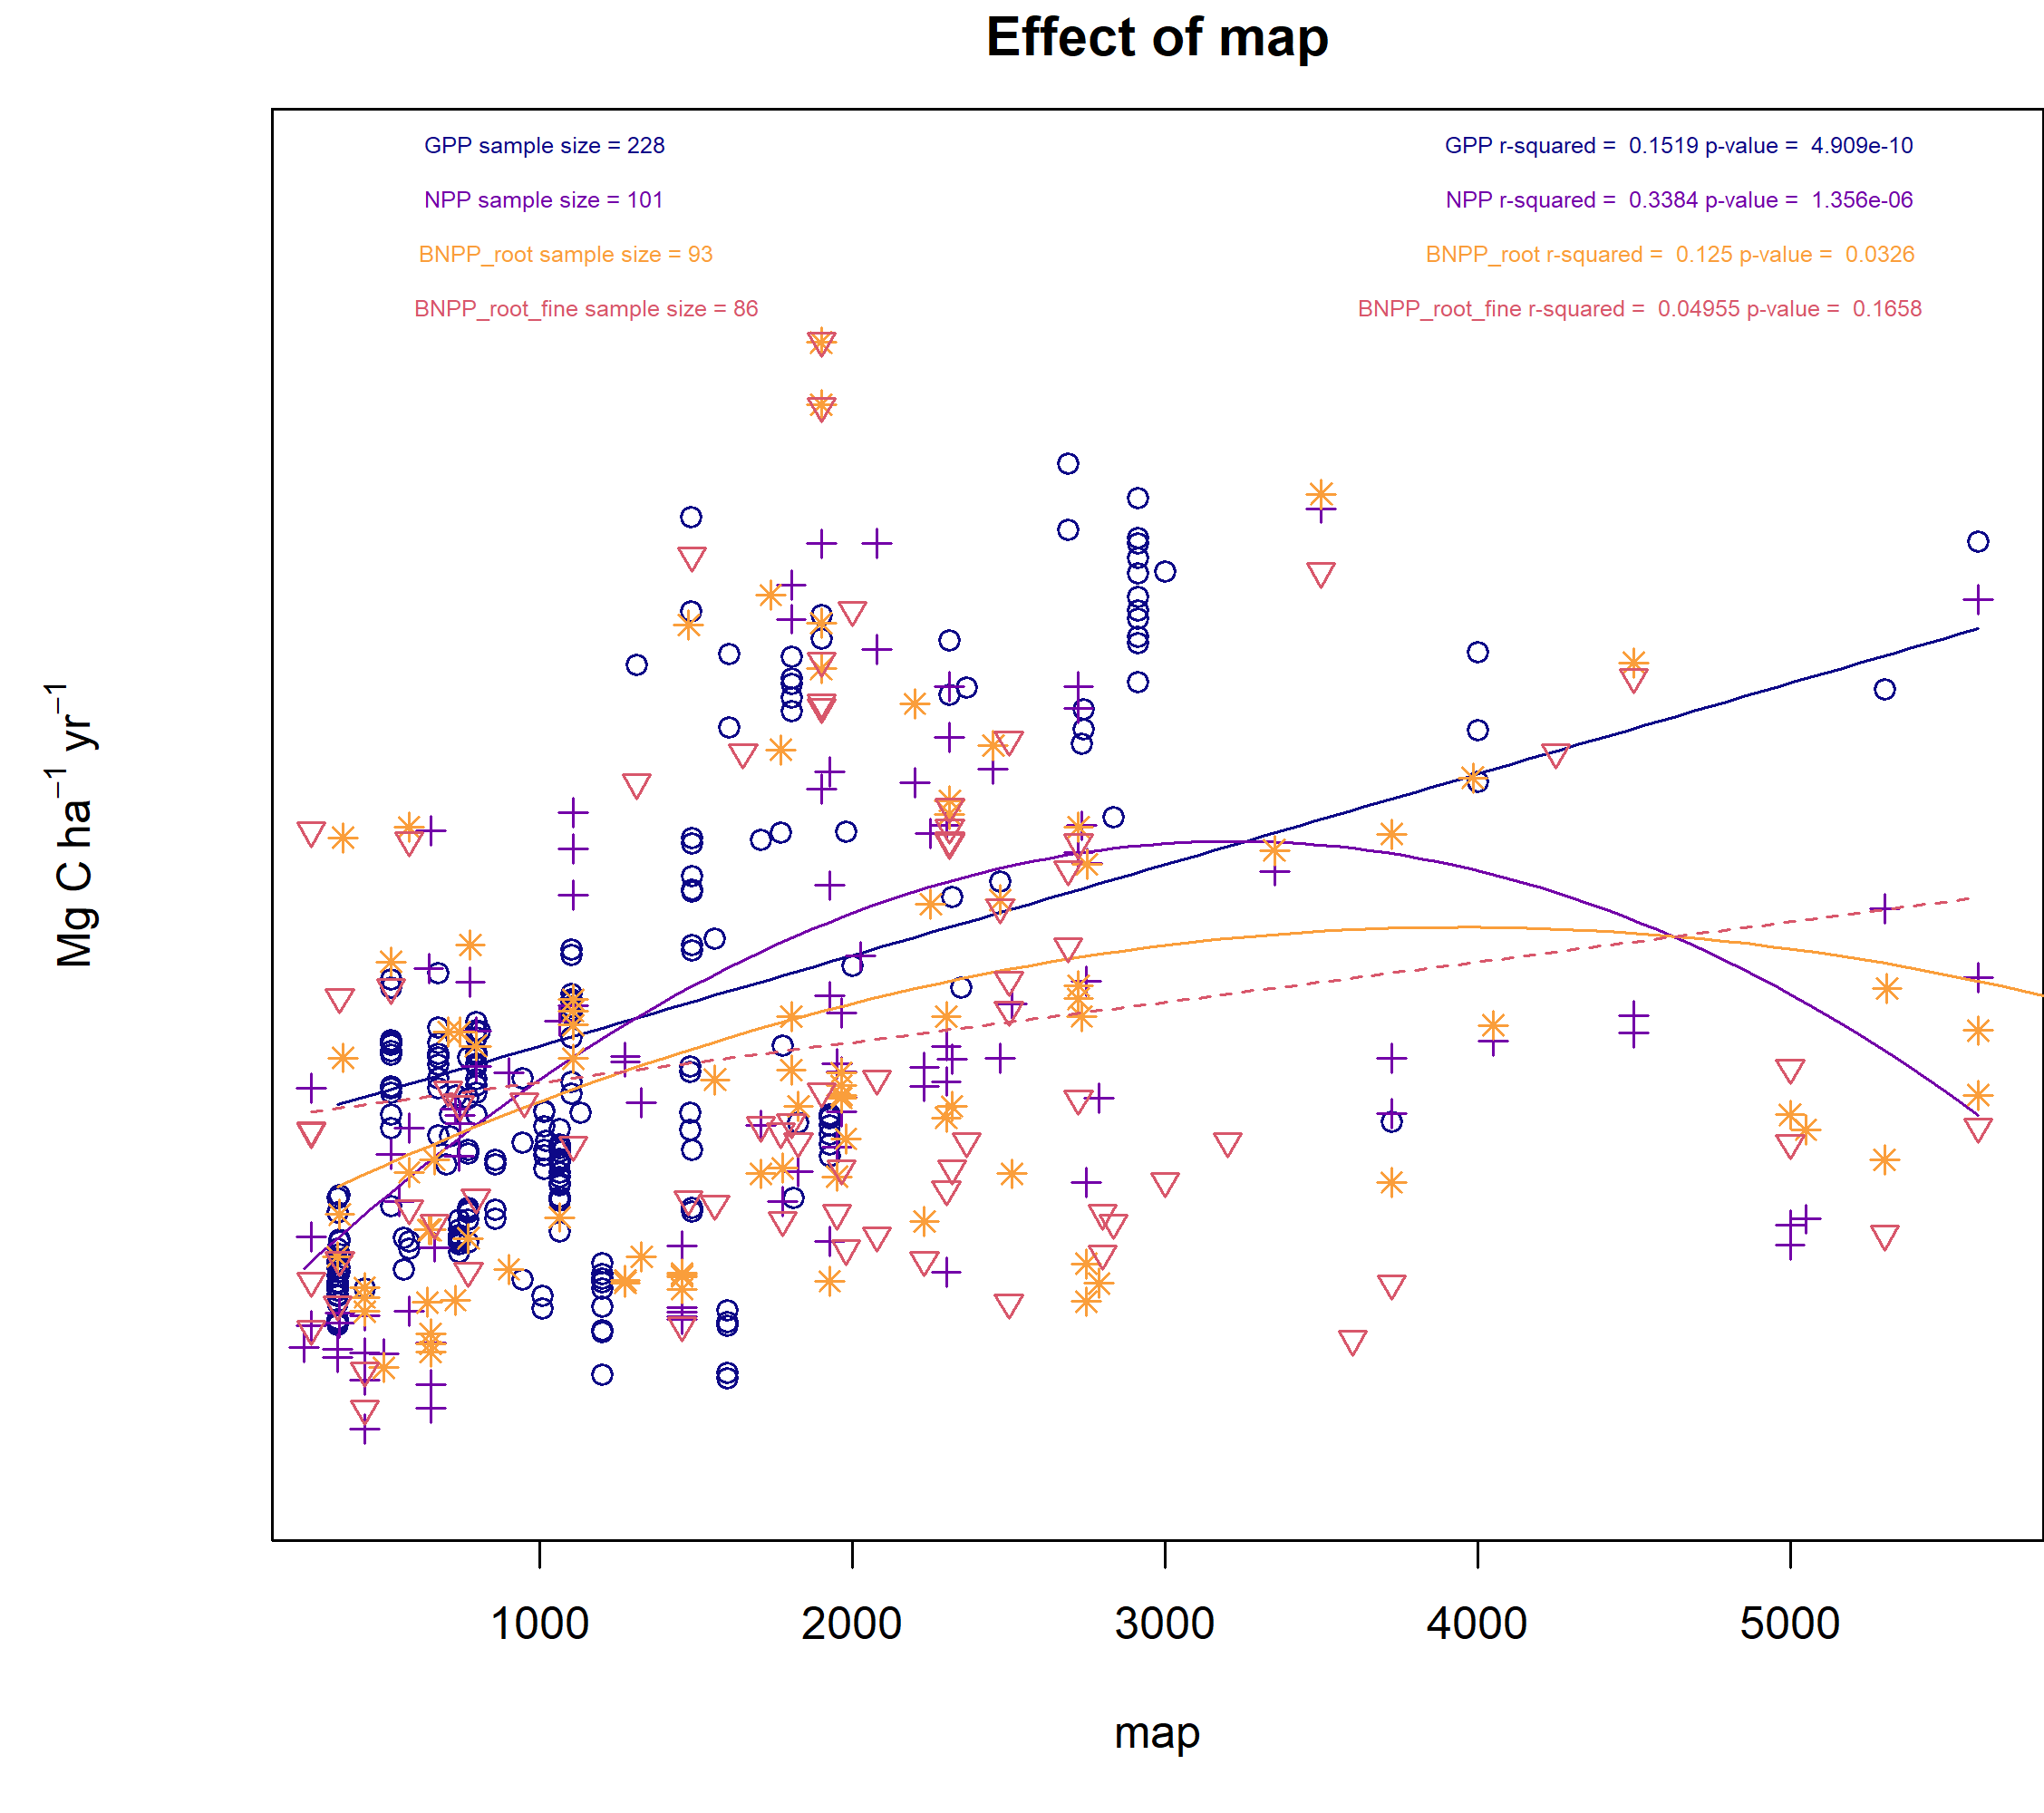 Effect of map
GPP sample size = 228
NPP sample size = 101
BNPP_root sample size = 93
BNPP_root_fine sample size = 86
GPP r-squared =  0.1519 p-value =  4.909e-10
NPP r-squared =  0.3384 p-value =  1.356e-06
BNPP_root r-squared =  0.125 p-value =  0.0326
BNPP_root_fine r-squared =  0.04955 p-value =  0.1658
Mg C ha⁻¹ yr⁻¹
1000 2000 3000 4000 5000
map